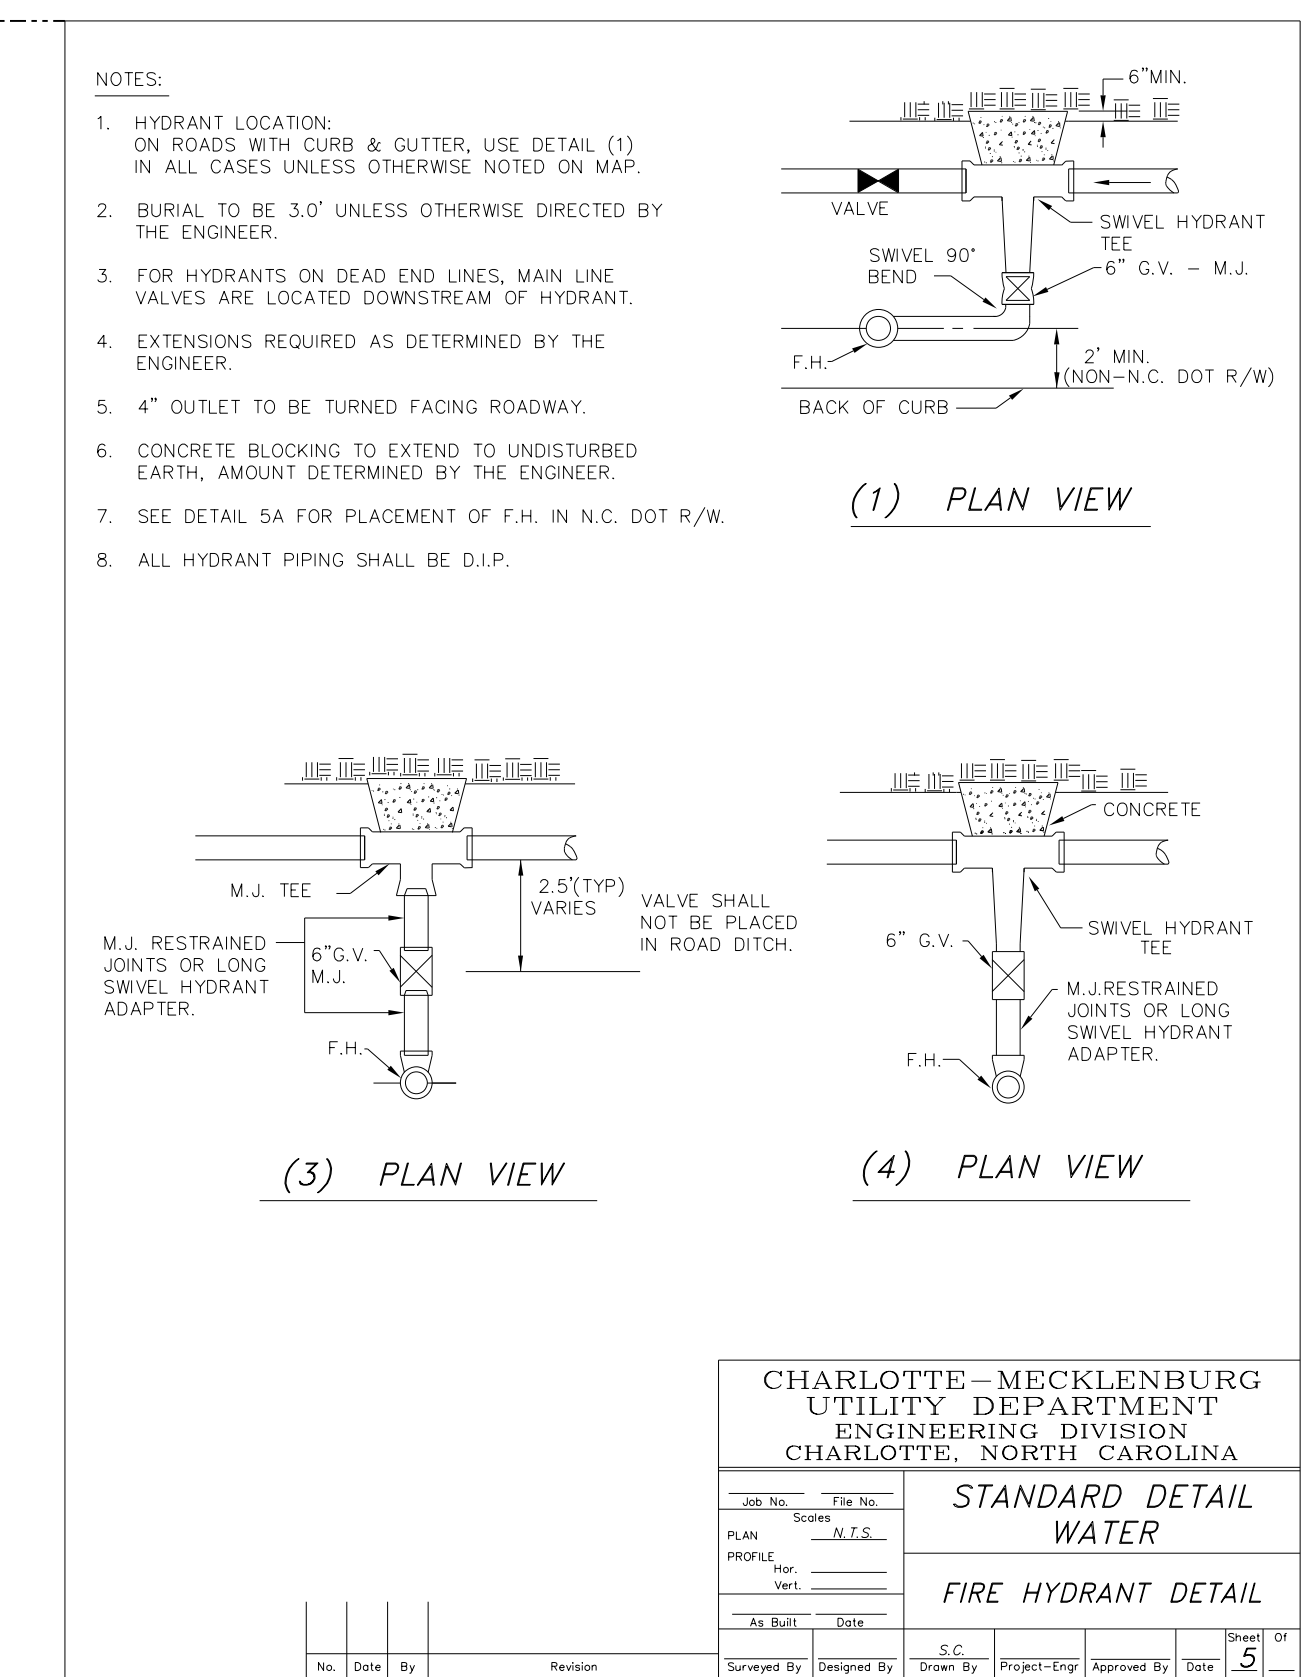 NOTES:
1. HYDRANT LOCATION:
ON ROADS WITH CURB & GUTTER, USE DETAIL (1)
IN ALL CASES UNLESS OTHERWISE NOTED ON MAP.
2. BURIAL TO BE 3.0' UNLESS OTHERWISE DIRECTED BY
THE ENGINEER.
3. FOR HYDRANTS ON DEAD END LINES, MAIN LINE
VALVES ARE LOCATED DOWNSTREAM OF HYDRANT.
4. EXTENSIONS REQUIRED AS DETERMINED BY THE
ENGINEER.
5. 4" OUTLET TO BE TURNED FACING ROADWAY.
6. CONCRETE BLOCKING TO EXTEND TO UNDISTURBED
EARTH, AMOUNT DETERMINED BY THE ENGINEER.
7. SEE DETAIL 5A FOR PLACEMENT OF F.H. IN N.C. DOT R/W.
8. ALL HYDRANT PIPING SHALL BE D.I.P.
6"MIN.
VALVE
SWIVEL HYDRANT
TEE
SWIVEL 90°
BEND
6" G.V. – M.J.
F.H.
2' MIN.
(NON–N.C. DOT R/W)
BACK OF CURB
(1) PLAN VIEW
M.J. TEE
2.5'(TYP)
VARIES
VALVE SHALL
NOT BE PLACED
IN ROAD DITCH.
M.J. RESTRAINED
JOINTS OR LONG
SWIVEL HYDRANT
ADAPTER.
6"G.V.
M.J.
F.H.
(3) PLAN VIEW
CONCRETE
SWIVEL HYDRANT
TEE
6" G.V.
M.J.RESTRAINED
JOINTS OR LONG
SWIVEL HYDRANT
ADAPTER.
F.H.
(4) PLAN VIEW
CHARLOTTE–MECKLENBURG
UTILITY DEPARTMENT
ENGINEERING DIVISION
CHARLOTTE, NORTH CAROLINA
Job No. File No.
Scales
PLAN N.T.S.
PROFILE
Hor.
Vert.
As Built Date
STANDARD DETAIL
WATER
FIRE HYDRANT DETAIL
No. Date By Revision
Surveyed By Designed By
S.C.
Drawn By Project–Engr Approved By Date
Sheet Of
5